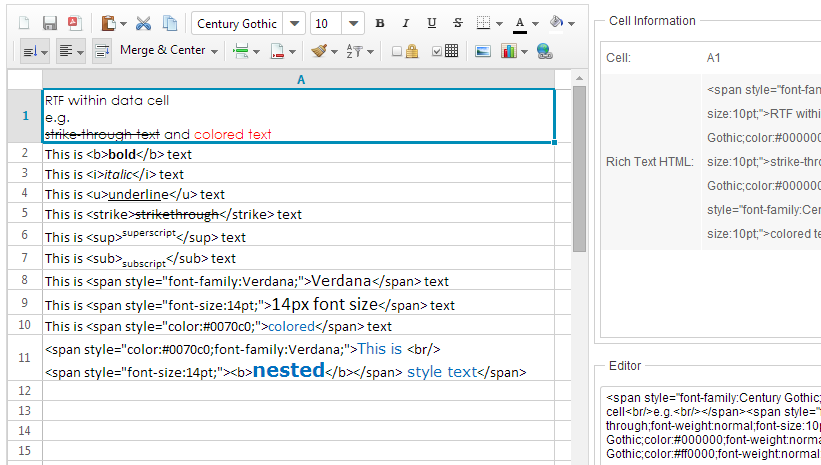 Century Gothic 10 B I U S A
Merge & Center
A
1 RTF within data cell
e.g.
strike-through text and colored text
2 This is <b>bold</b> text
3 This is <i>italic</i> text
4 This is <u>underline</u> text
5 This is <strike>strikethrough</strike> text
6 This is <sup>superscript</sup> text
7 This is <sub>subscript</sub> text
8 This is <span style="font-family:Verdana;">Verdana</span> text
9 This is <span style="font-size:14pt;">14px font size</span> text
10 This is <span style="color:#0070c0;">colored</span> text
11 <span style="color:#0070c0;font-family:Verdana;">This is <br/>
<span style="font-size:14pt;"><b>nested</b></span> style text</span>
12
13
14
15
Cell Information
Cell: A1
Rich Text HTML:
<span style="font-fam
size:10pt;">RTF withi
Gothic;color:#000000
size:10pt;">strike-thro
Gothic;color:#000000
style="font-family:Cent
size:10pt;">colored te
Editor
<span style="font-family:Century Gothic;
cell<br/>e.g.<br/></span><span style="
through;font-weight:normal;font-size:10p
Gothic;color:#000000;font-weight:norma
Gothic;color:#ff0000;font-weight:normal